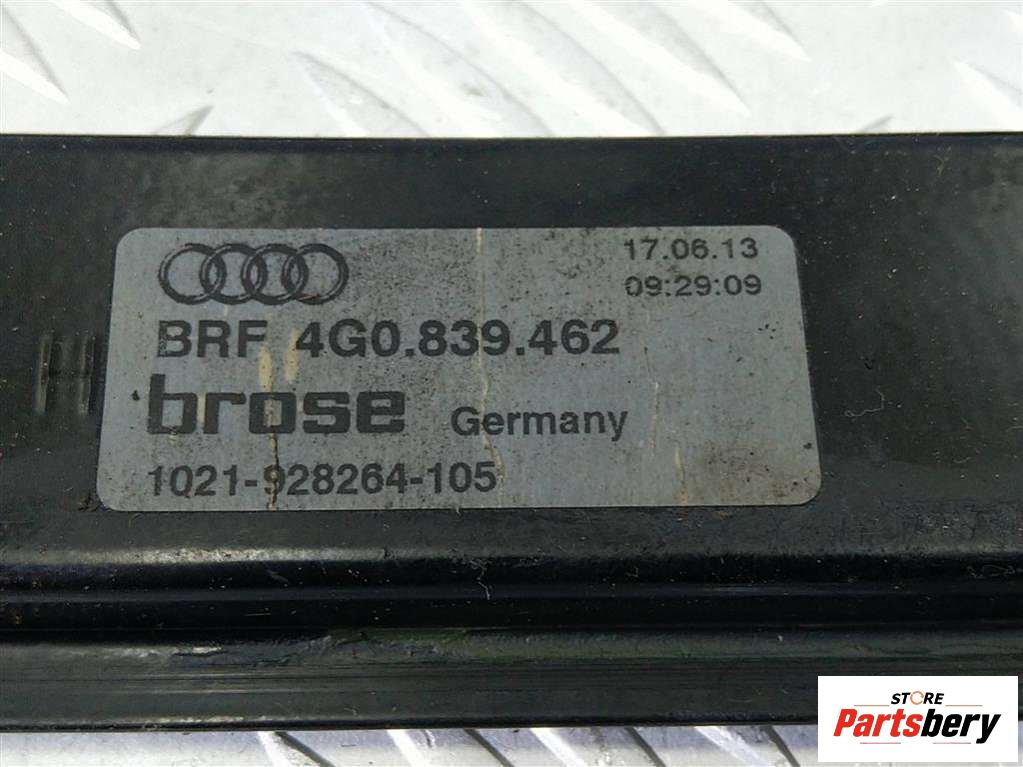 17.06.13
09:29:09
BRF 4G0.839.462
brose Germany
1021-928264-105
STORE
Partsbery